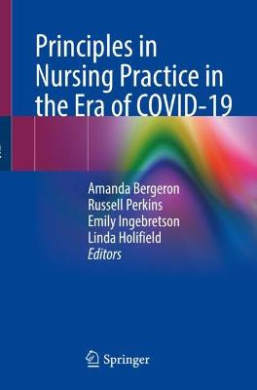 Principles in
Nursing Practice in
the Era of COVID-19
Amanda Bergeron
Russell Perkins
Emily Ingebretson
Linda Holifield
Editors
Springer